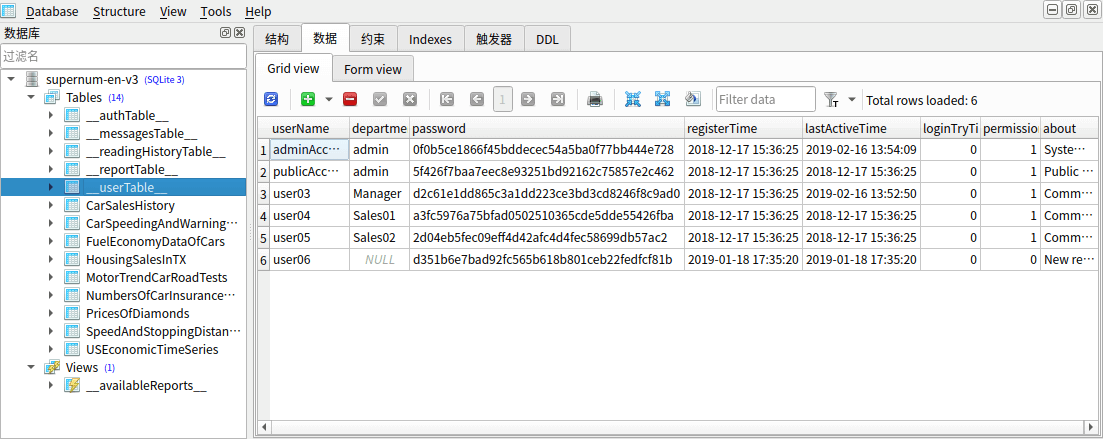 Database Structure View Tools Help
数据库
过滤名
supernum-en-v3 (SQLite 3)
Tables (14)
__authTable__
__messagesTable__
__readingHistoryTable__
__reportTable__
__userTable__
CarSalesHistory
CarSpeedingAndWarning···
FuelEconomyDataOfCars
HousingSalesInTX
MotorTrendCarRoadTests
NumbersOfCarInsurance···
PricesOfDiamonds
SpeedAndStoppingDistan···
USEconomicTimeSeries
Views (1)
__availableReports__
结构 数据 约束 Indexes 触发器 DDL
Grid view Form view
1 Filter data Total rows loaded: 6
userName departme password registerTime lastActiveTime loginTryTi permission about
1 adminAcc··· admin 0f0b5ce1866f45bddecec54a5ba0f77bb444e728 2018-12-17 15:36:25 2019-02-16 13:54:09 0 1 Syste···
2 publicAcc··· admin 5f426f7baa7eec8e93251bd92162c75857e2c462 2018-12-17 15:36:25 2018-12-17 15:36:25 0 1 Public ···
3 user03 Manager d2c61e1dd865c3a1dd223ce3bd3cd8246f8c9ad0 2018-12-17 15:36:25 2019-02-16 13:52:50 0 1 Comm···
4 user04 Sales01 a3fc5976a75bfad0502510365cde5dde55426fba 2018-12-17 15:36:25 2018-12-17 15:36:25 0 1 Comm···
5 user05 Sales02 2d04eb5fec09eff4d42afc4d4fec58699db57ac2 2018-12-17 15:36:25 2018-12-17 15:36:25 0 1 Comm···
6 user06 NULL d351b6e7bad92fc565b618b801ceb22fedfcf81b 2019-01-18 17:35:20 2019-01-18 17:35:20 0 0 New re···